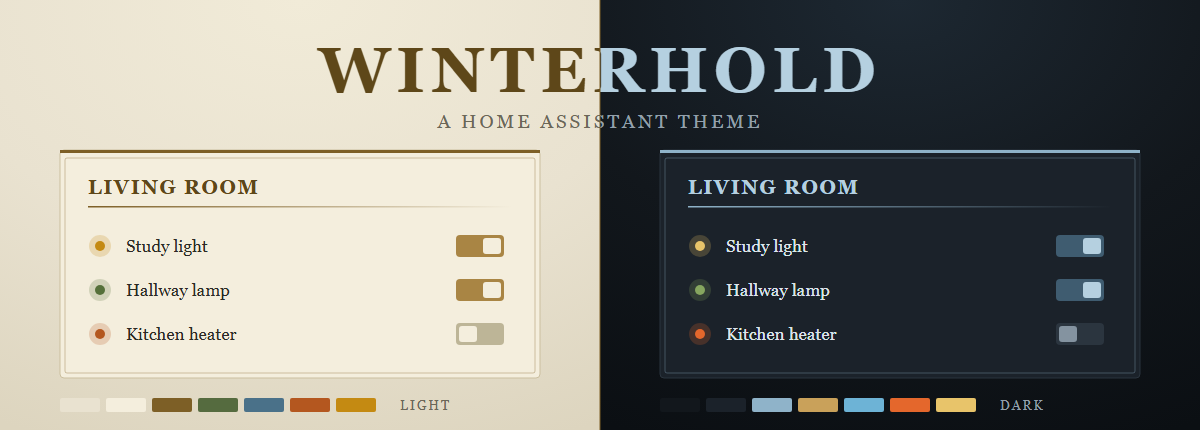 WINTERHOLD
A HOME ASSISTANT THEME
LIVING ROOM
Study light
Hallway lamp
Kitchen heater
LIGHT
LIVING ROOM
Study light
Hallway lamp
Kitchen heater
DARK